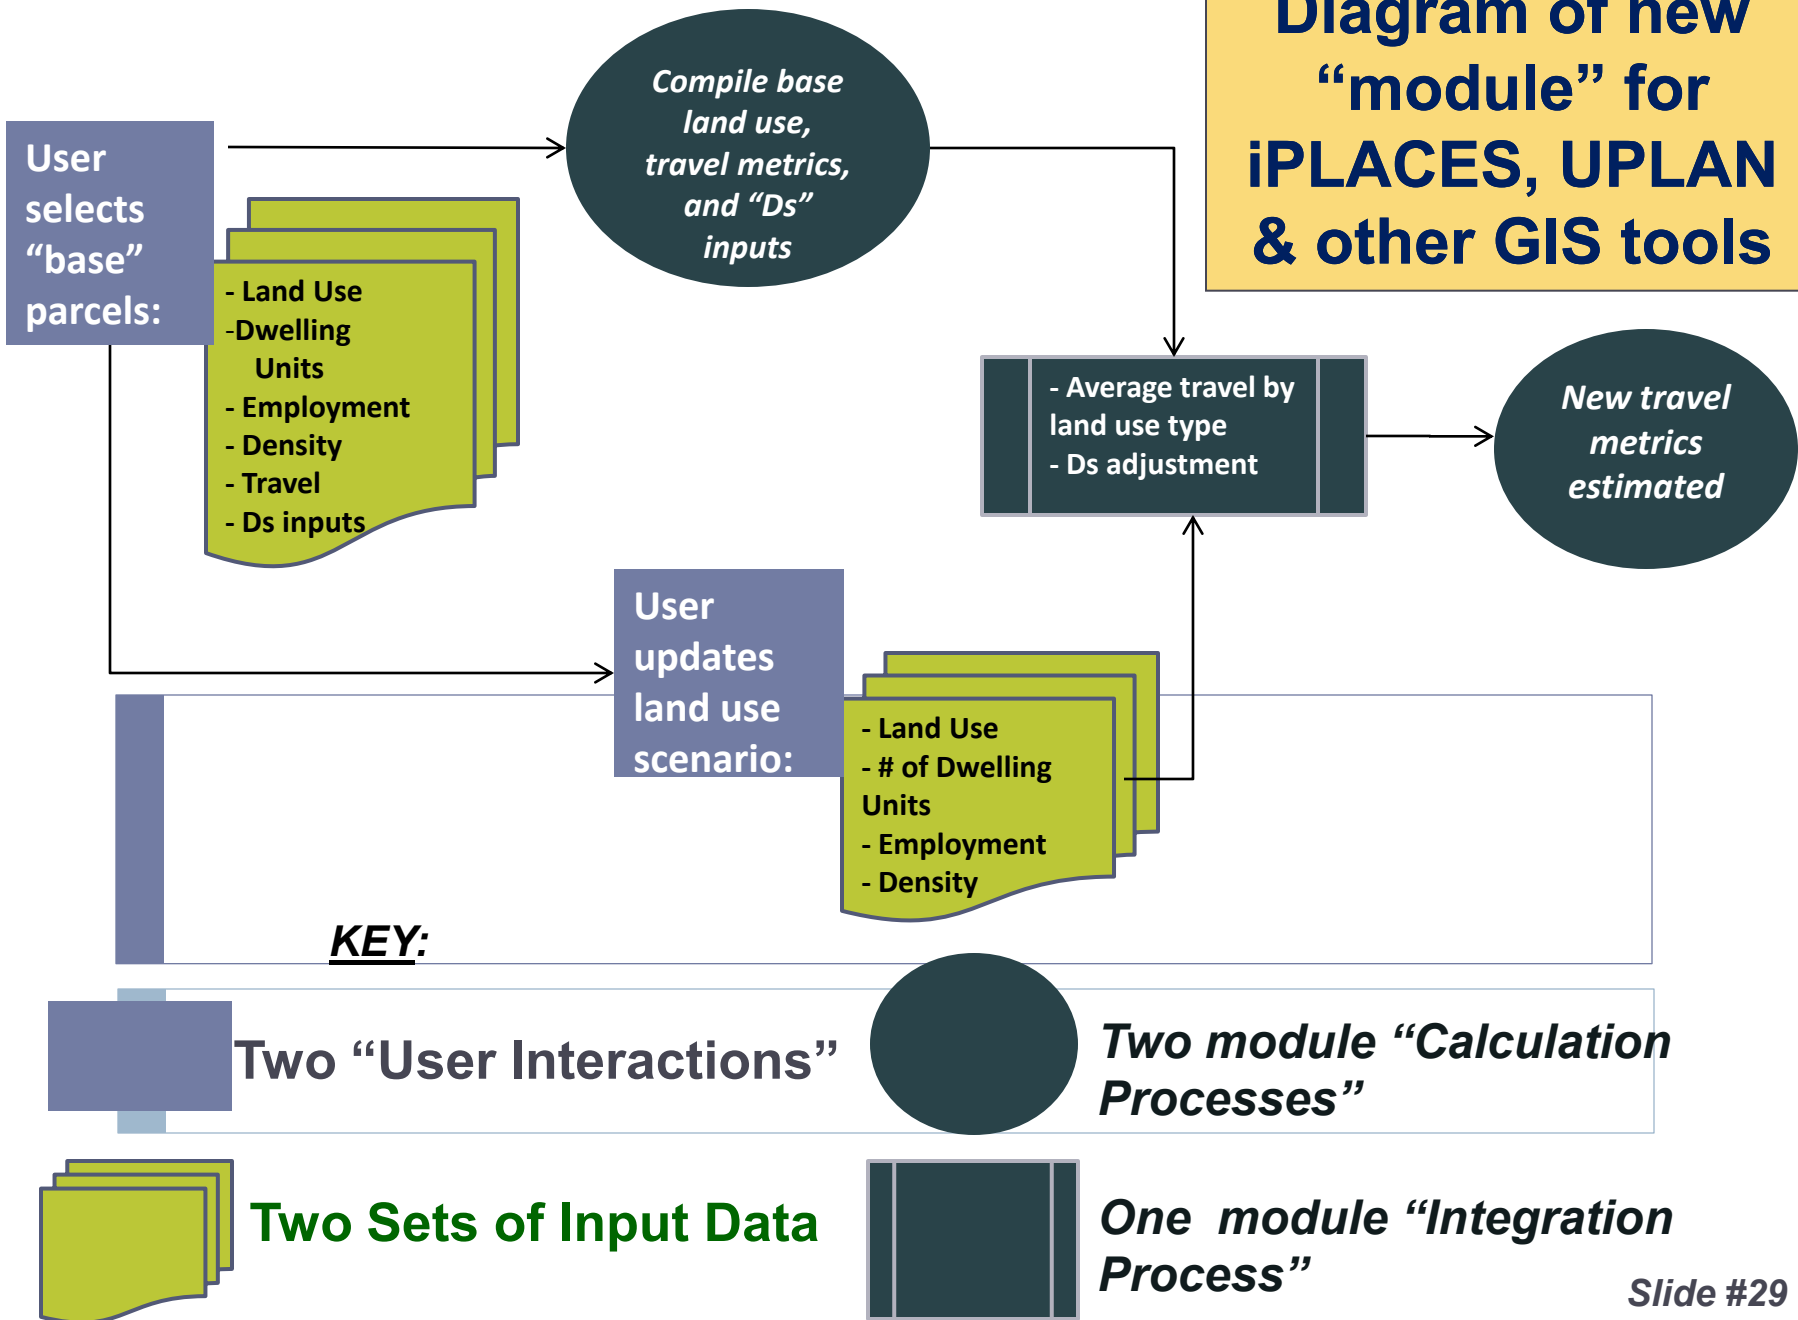 Diagram of new
“module” for
iPLACES, UPLAN
& other GIS tools
User
selects
“base”
parcels:
- Land Use
-Dwelling
Units
- Employment
- Density
- Travel
- Ds inputs
Compile base
land use,
travel metrics,
and “Ds”
inputs
- Average travel by
land use type
- Ds adjustment
New travel
metrics
estimated
User
updates
land use
scenario:
- Land Use
- # of Dwelling
Units
- Employment
- Density
KEY:
Two “User Interactions”
Two module “Calculation
Processes”
Two Sets of Input Data
One module “Integration
Process”
Slide #29